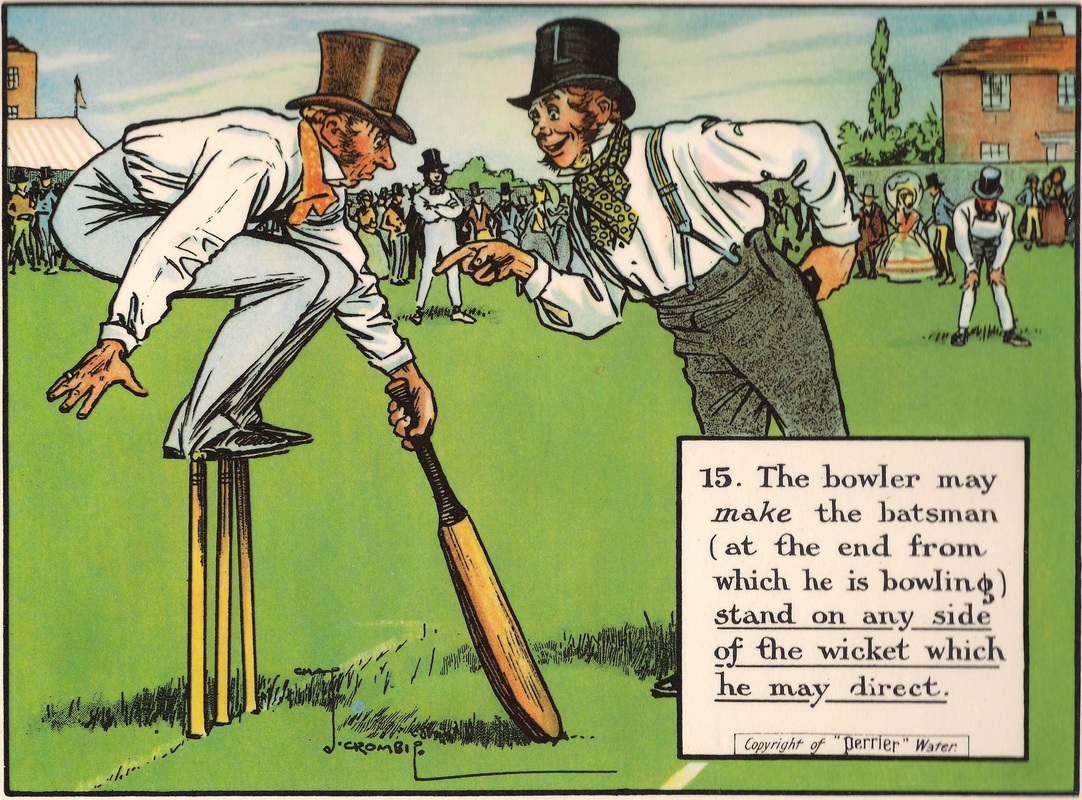 15. The bowler may
make the batsman
(at the end from
which he is bowling)
stand on any side
of the wicket which
he may direct.
Copyright of "Perrier" Water.
CROMBIE